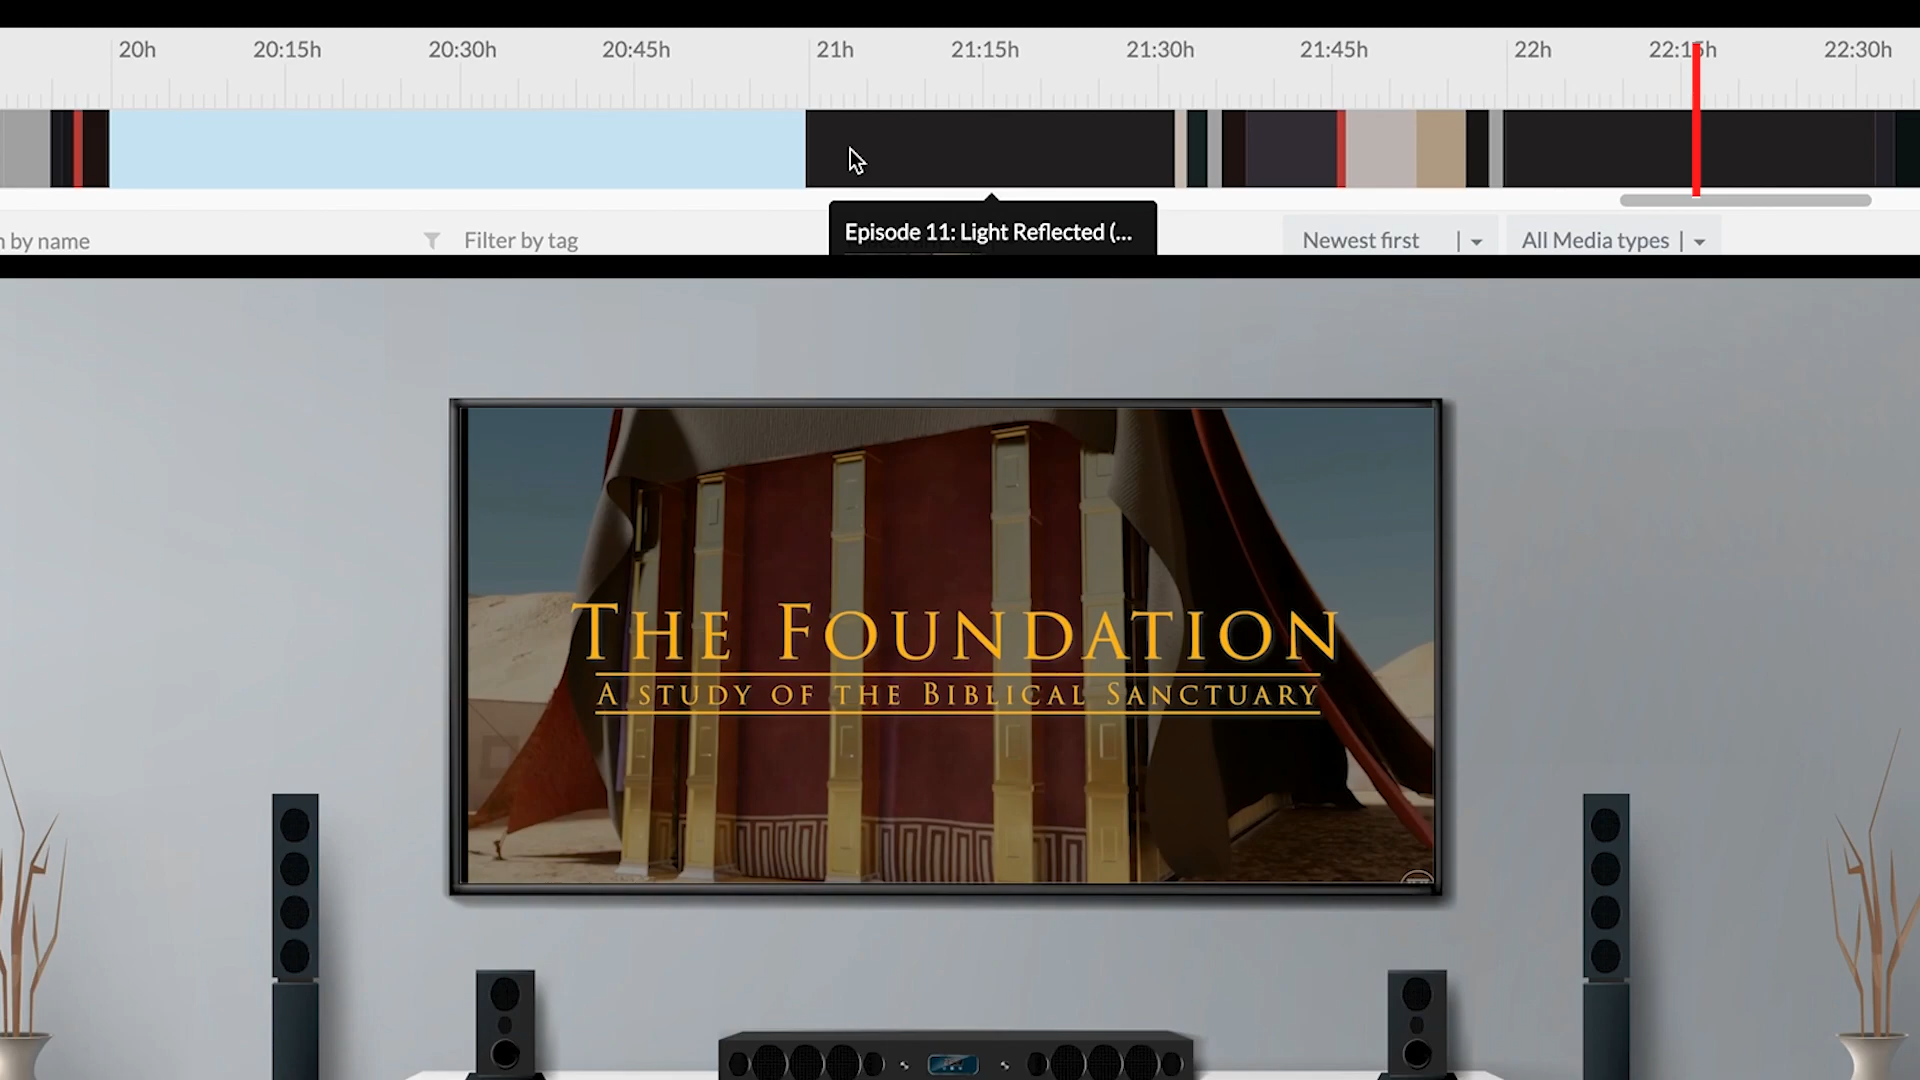 20h 20:15h 20:30h 20:45h 21h 21:15h 21:30h 21:45h 22h 22:15h 22:30h
by name Filter by tag Episode 11: Light Reflected (... Newest first All Media types
THE FOUNDATION
A STUDY OF THE BIBLICAL SANCTUARY